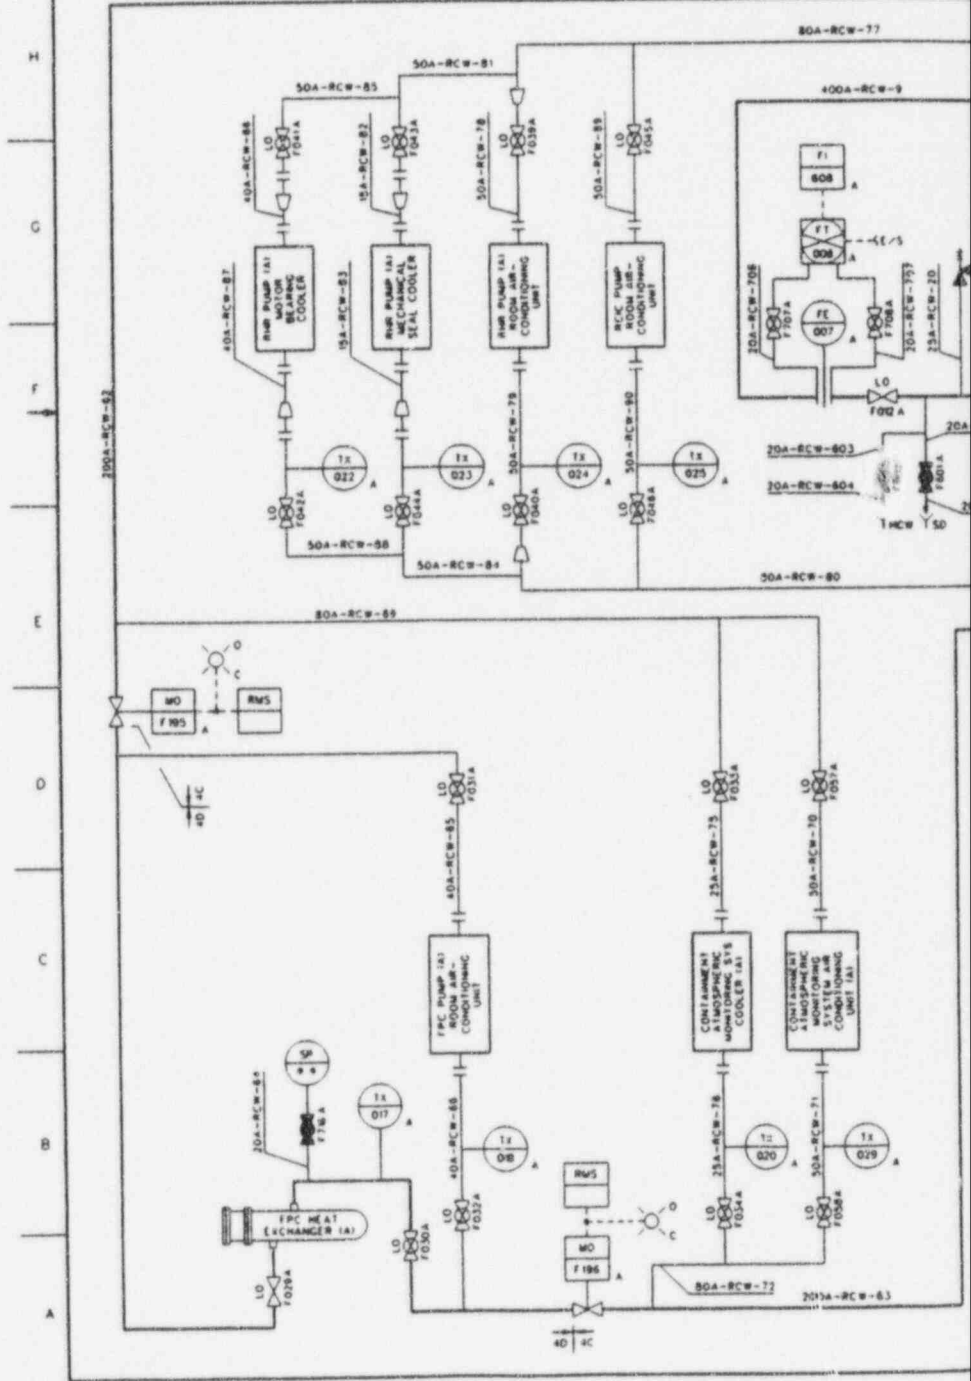 H
G
F
E
D
C
B
A
80A-RCW-77
50A-RCW-81
50A-RCW-85
400A-RCW-9
LO
F041A
LO
F043A
LO
F039A
LO
F045A
40A-RCW-86
15A-RCW-82
50A-RCW-78
50A-RCW-89
FI
608
A
FT
008
A
E/S
RHR PUMP (A)
MOTOR
BEARING
COOLER
RHR PUMP (A)
MECHANICAL
SEAL COOLER
RHR PUMP (A)
ROOM AIR-
CONDITIONING
UNIT
RCIC PUMP
ROOM AIR-
CONDITIONING
UNIT
40A-RCW-87
15A-RCW-83
20A-RCW-706
F707A
FE
007
A
F708A
20A-RCW-757
25A-RCW-20
200A-RCW-62
50A-RCW-79
50A-RCW-90
LO
F012A
20A-RCW-603
20A-RCW-604
20A
F601A
HCW
SD
TX
022
A
TX
023
A
TX
024
A
TX
025
A
LO
F042A
LO
F044A
LO
F040A
LO
F046A
50A-RCW-88
50A-RCW-84
80A-RCW-69
O
C
MO
F195
A
RMS
4D
4C
LO
F031A
LO
F033A
LO
F057A
40A-RCW-65
25A-RCW-75
50A-RCW-70
FPC PUMP (A)
ROOM AIR-
CONDITIONING
UNIT
CONTAINMENT
ATMOSPHERIC
MONITORING SYS
COOLER (A)
CONTAINMENT
ATMOSPHERIC
MONITORING
SYSTEM AIR
CONDITIONING
UNIT (A)
SP
**
20A-RCW-64
F716A
TX
017
A
40A-RCW-66
TX
018
A
25A-RCW-76
TX
020
A
50A-RCW-71
TX
029
A
RMS
O
C
FPC HEAT
EXCHANGER (A)
LO
F029A
LO
F030A
LO
F032A
MO
F196
A
LO
F034A
LO
F058A
80A-RCW-72
200A-RCW-63
4D
4C